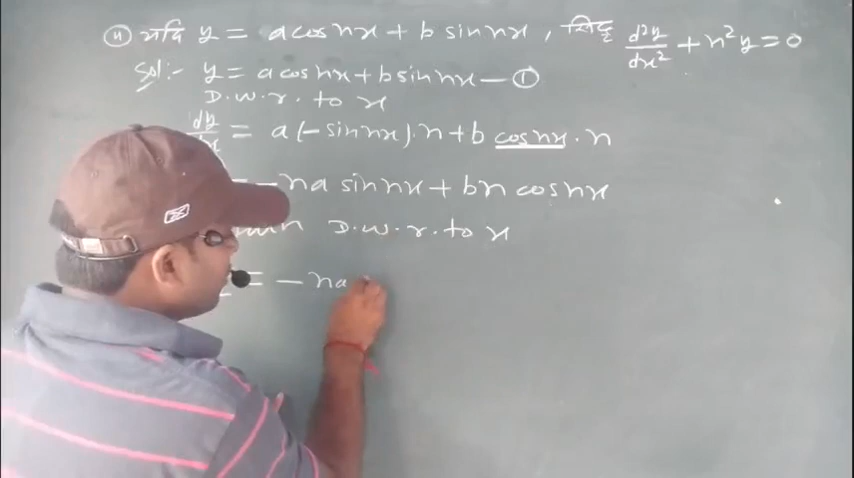 (4) यदि y = a cos nx + b sin nx, सिद्ध d²y/dx² + n²y = 0
Sol:- y = a cos nx + b sin nx — ①
D.w.r. to x
dy/dx = a(-sin nx).n + b cos nx . n
= -na sin nx + bn cos nx
D.w.r. to x
= -na